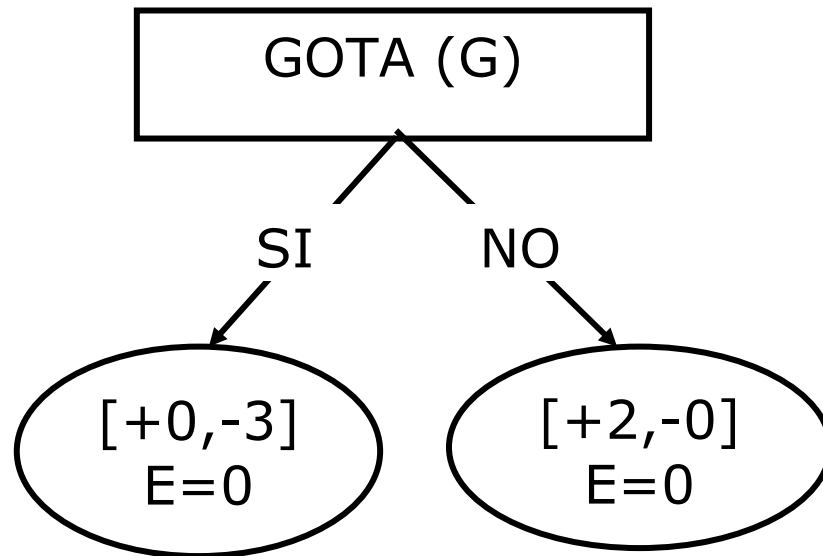 GOTA (G)
SI
NO
[+0,-3]
E=0
[+2,-0]
E=0